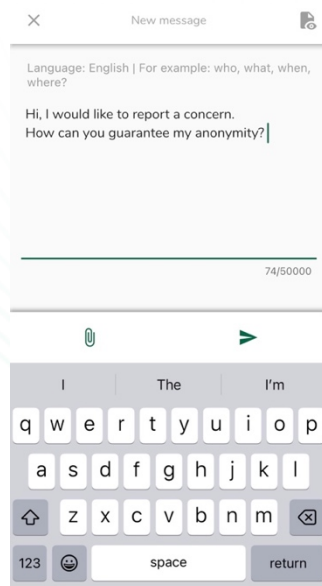 New message
Language: English | For example: who, what, when,
where?
Hi, I would like to report a concern.
How can you guarantee my anonymity?
74/50000
I The I'm
q w e r t y u i o p
a s d f g h j k l
z x c v b n m
123 space return